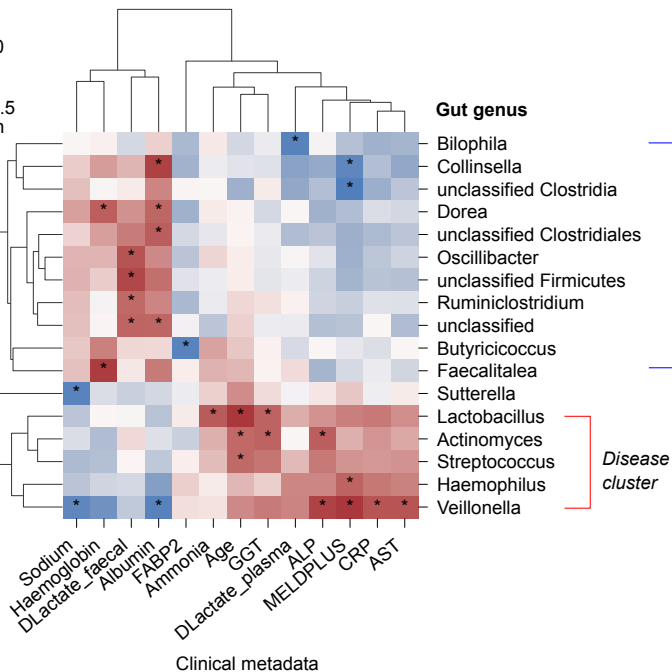 0
.5
n
Gut genus
Bilophila
Collinsella
unclassified Clostridia
Dorea
unclassified Clostridiales
Oscillibacter
unclassified Firmicutes
Ruminiclostridium
unclassified
Butyricicoccus
Faecalitalea
Sutterella
Lactobacillus
Actinomyces
Streptococcus
Haemophilus
Veillonella
Disease
cluster
Sodium
Haemoglobin
DLactate_faecal
Albumin
FABP2
Ammonia
Age
GGT
DLactate_plasma
ALP
MELDPLUS
CRP
AST
Clinical metadata